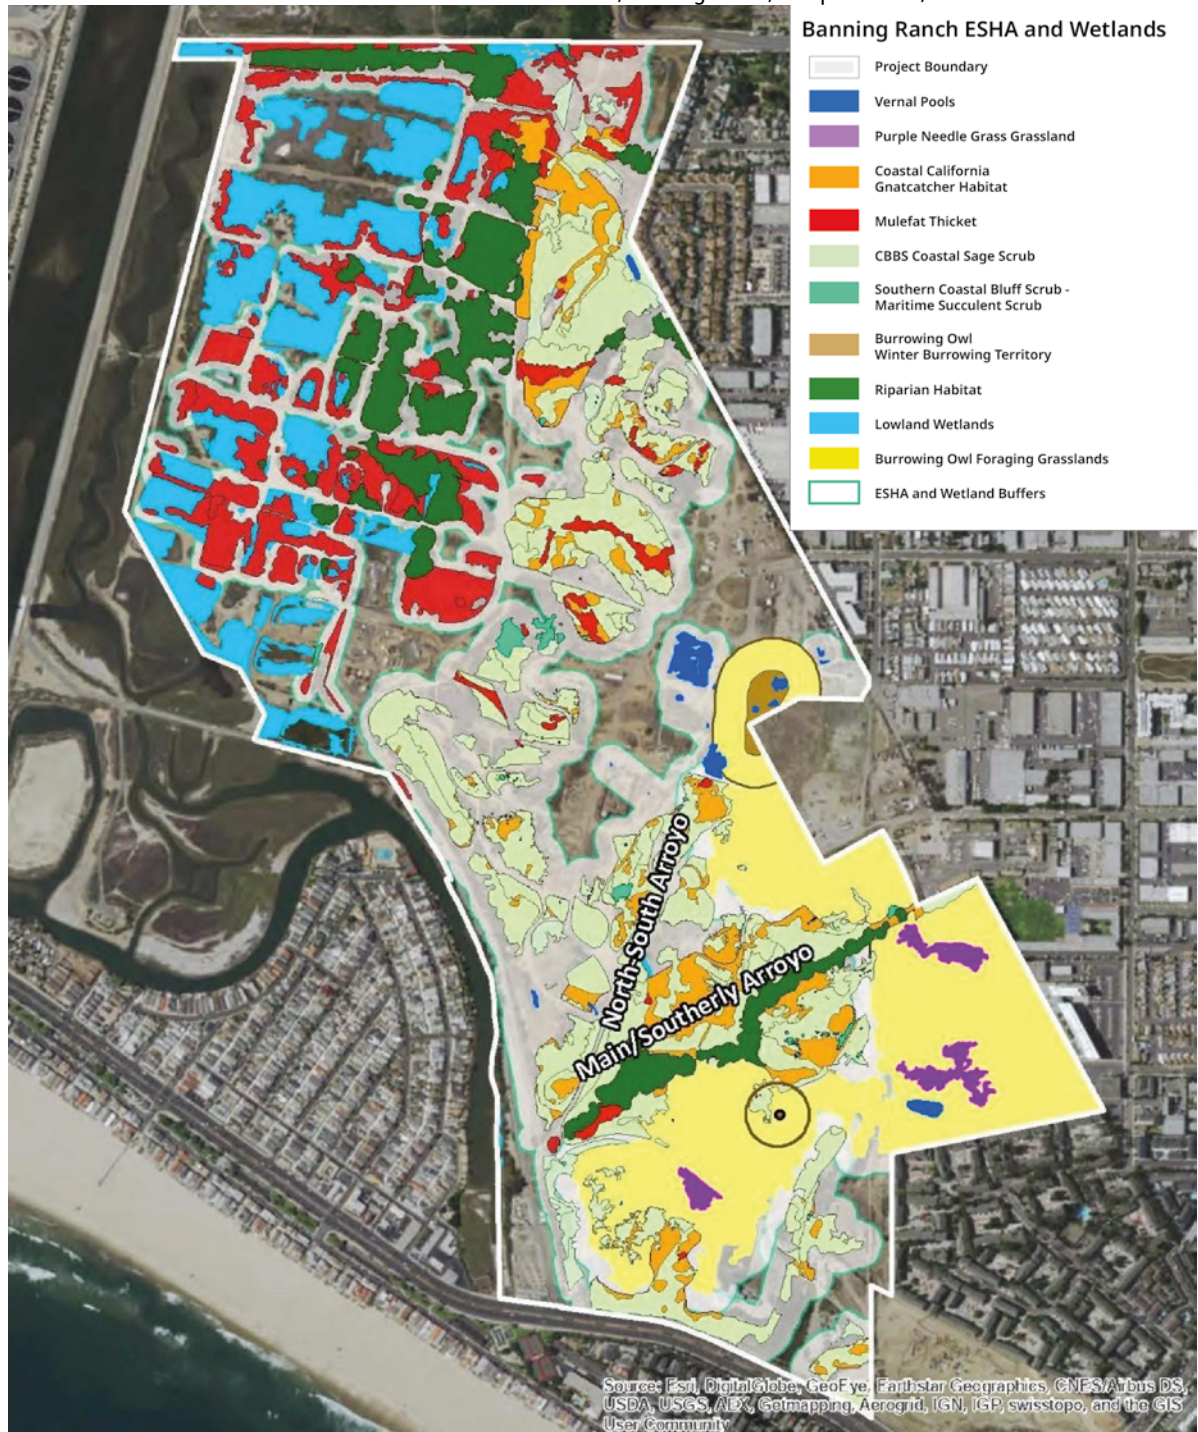 Banning Ranch ESHA and Wetlands
Project Boundary
Vernal Pools
Purple Needle Grass Grassland
Coastal California
Gnatcatcher Habitat
Mulefat Thicket
CBBS Coastal Sage Scrub
Southern Coastal Bluff Scrub -
Maritime Succulent Scrub
Burrowing Owl
Winter Burrowing Territory
Riparian Habitat
Lowland Wetlands
Burrowing Owl Foraging Grasslands
ESHA and Wetland Buffers
North-South Arroyo
Main/Southerly Arroyo
Source: Esri, DigitalGlobe, GeoEye, Earthstar Geographics, CNES/Airbus DS,
USDA, USGS, AEX, Getmapping, Aerogrid, IGN, IGP, swisstopo, and the GIS
User Community